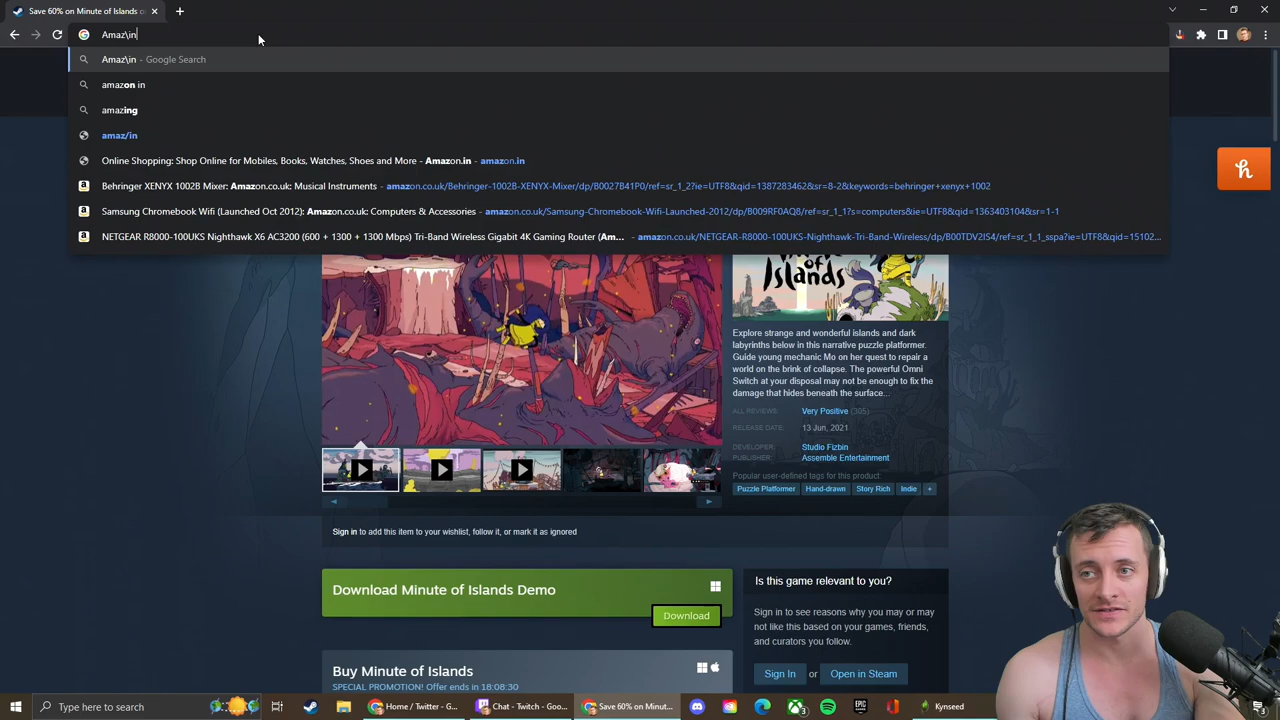 Save 60% on Minute of Islands o
Amaz\in
Amaz\in - Google Search
amazon in
amazing
amaz/in
Online Shopping: Shop Online for Mobiles, Books, Watches, Shoes and More - Amazon.in - amazon.in
Behringer XENYX 1002B Mixer: Amazon.co.uk: Musical Instruments - amazon.co.uk/Behringer-1002B-XENYX-Mixer/dp/B0027B41P0/ref=sr_1_2?ie=UTF8&qid=1387283462&sr=8-2&keywords=behringer+xenyx+1002
Samsung Chromebook Wifi (Launched Oct 2012): Amazon.co.uk: Computers & Accessories - amazon.co.uk/Samsung-Chromebook-Wifi-Launched-2012/dp/B009RF0AQ8/ref=sr_1_1?s=computers&ie=UTF8&qid=1363403104&sr=1-1
NETGEAR R8000-100UKS Nighthawk X6 AC3200 (600 + 1300 + 1300 Mbps) Tri-Band Wireless Gigabit 4K Gaming Router (Am... - amazon.co.uk/NETGEAR-R8000-100UKS-Nighthawk-Tri-Band-Wireless/dp/B00TDV2IS4/ref=sr_1_1_sspa?ie=UTF8&qid=15102...
of
Islands
Explore strange and wonderful islands and dark
labyrinths below in this narrative puzzle platformer.
Guide young mechanic Mo on her quest to repair a
world on the brink of collapse. The powerful Omni
Switch at your disposal may not be enough to fix the
damage that hides beneath the surface...
ALL REVIEWS: Very Positive (305)
RELEASE DATE: 13 Jun, 2021
DEVELOPER: Studio Fizbin
PUBLISHER: Assemble Entertainment
Popular user-defined tags for this product:
Puzzle Platformer Hand-drawn Story Rich Indie +
Sign in to add this item to your wishlist, follow it, or mark it as ignored
Download Minute of Islands Demo
Download
Is this game relevant to you?
Sign in to see reasons why you may or may
not like this based on your games, friends,
and curators you follow.
Sign In or Open in Steam
Buy Minute of Islands
SPECIAL PROMOTION! Offer ends in 18:08:30
Type here to search
Home / Twitter - G...
Chat - Twitch - Goo...
Save 60% on Minut...
EPIC
Kynseed